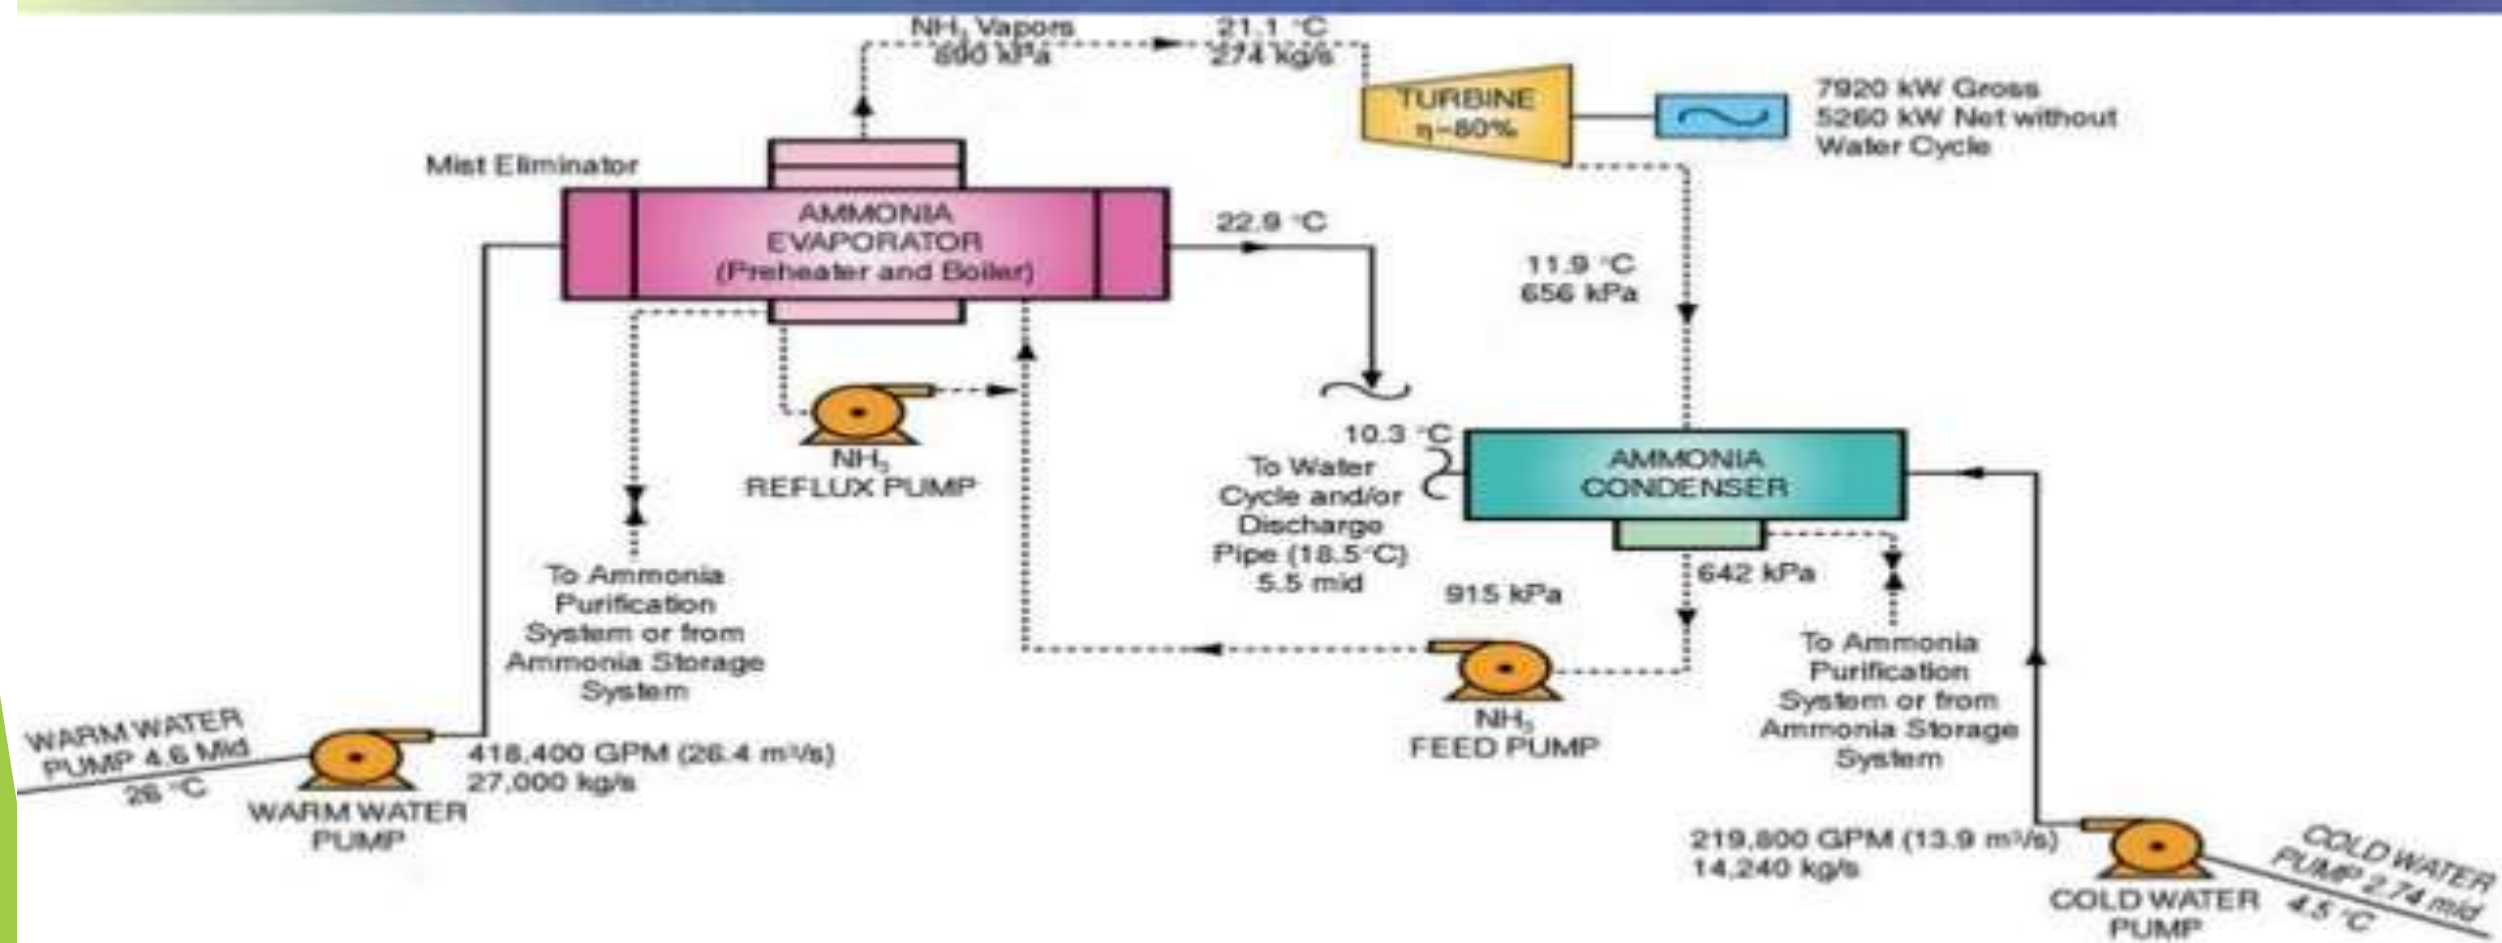 NH₃ Vapors
890 kPa
21.1 °C
274 kg/s
TURBINE
η~80%
7920 kW Gross
5260 kW Net without
Water Cycle
Mist Eliminator
AMMONIA
EVAPORATOR
(Preheater and Boiler)
22.9 °C
11.9 °C
656 kPa
NH₃
REFLUX PUMP
10.3 °C
To Water
Cycle and/or
Discharge
Pipe (18.5°C)
5.5 mid
AMMONIA
CONDENSER
To Ammonia
Purification
System or from
Ammonia Storage
System
915 kPa
642 kPa
NH₃
FEED PUMP
To Ammonia
Purification
System or from
Ammonia Storage
System
WARM WATER
PUMP 4.6 Mid
26 °C
WARM WATER
PUMP
418,400 GPM (26.4 m³/s)
27,000 kg/s
219,800 GPM (13.9 m³/s)
14,240 kg/s
COLD WATER
PUMP 2.74 mid
4.5 °C
COLD WATER
PUMP